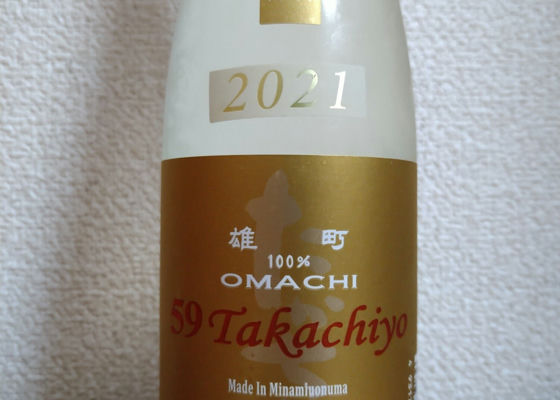 2021
雄町
100%
OMACHI
59 Takachiyo
Made In Minamiuonuma